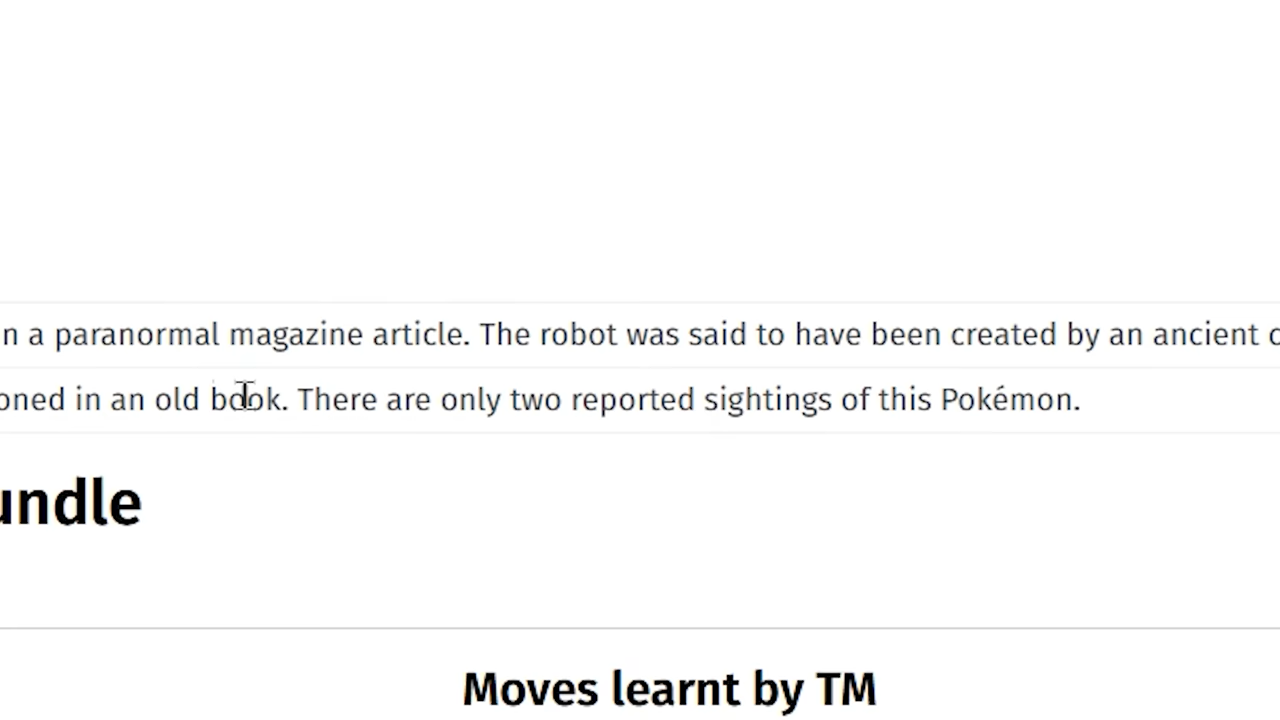 n a paranormal magazine article. The robot was said to have been created by an ancient
oned in an old book. There are only two reported sightings of this Pokémon.
undle
Moves learnt by TM